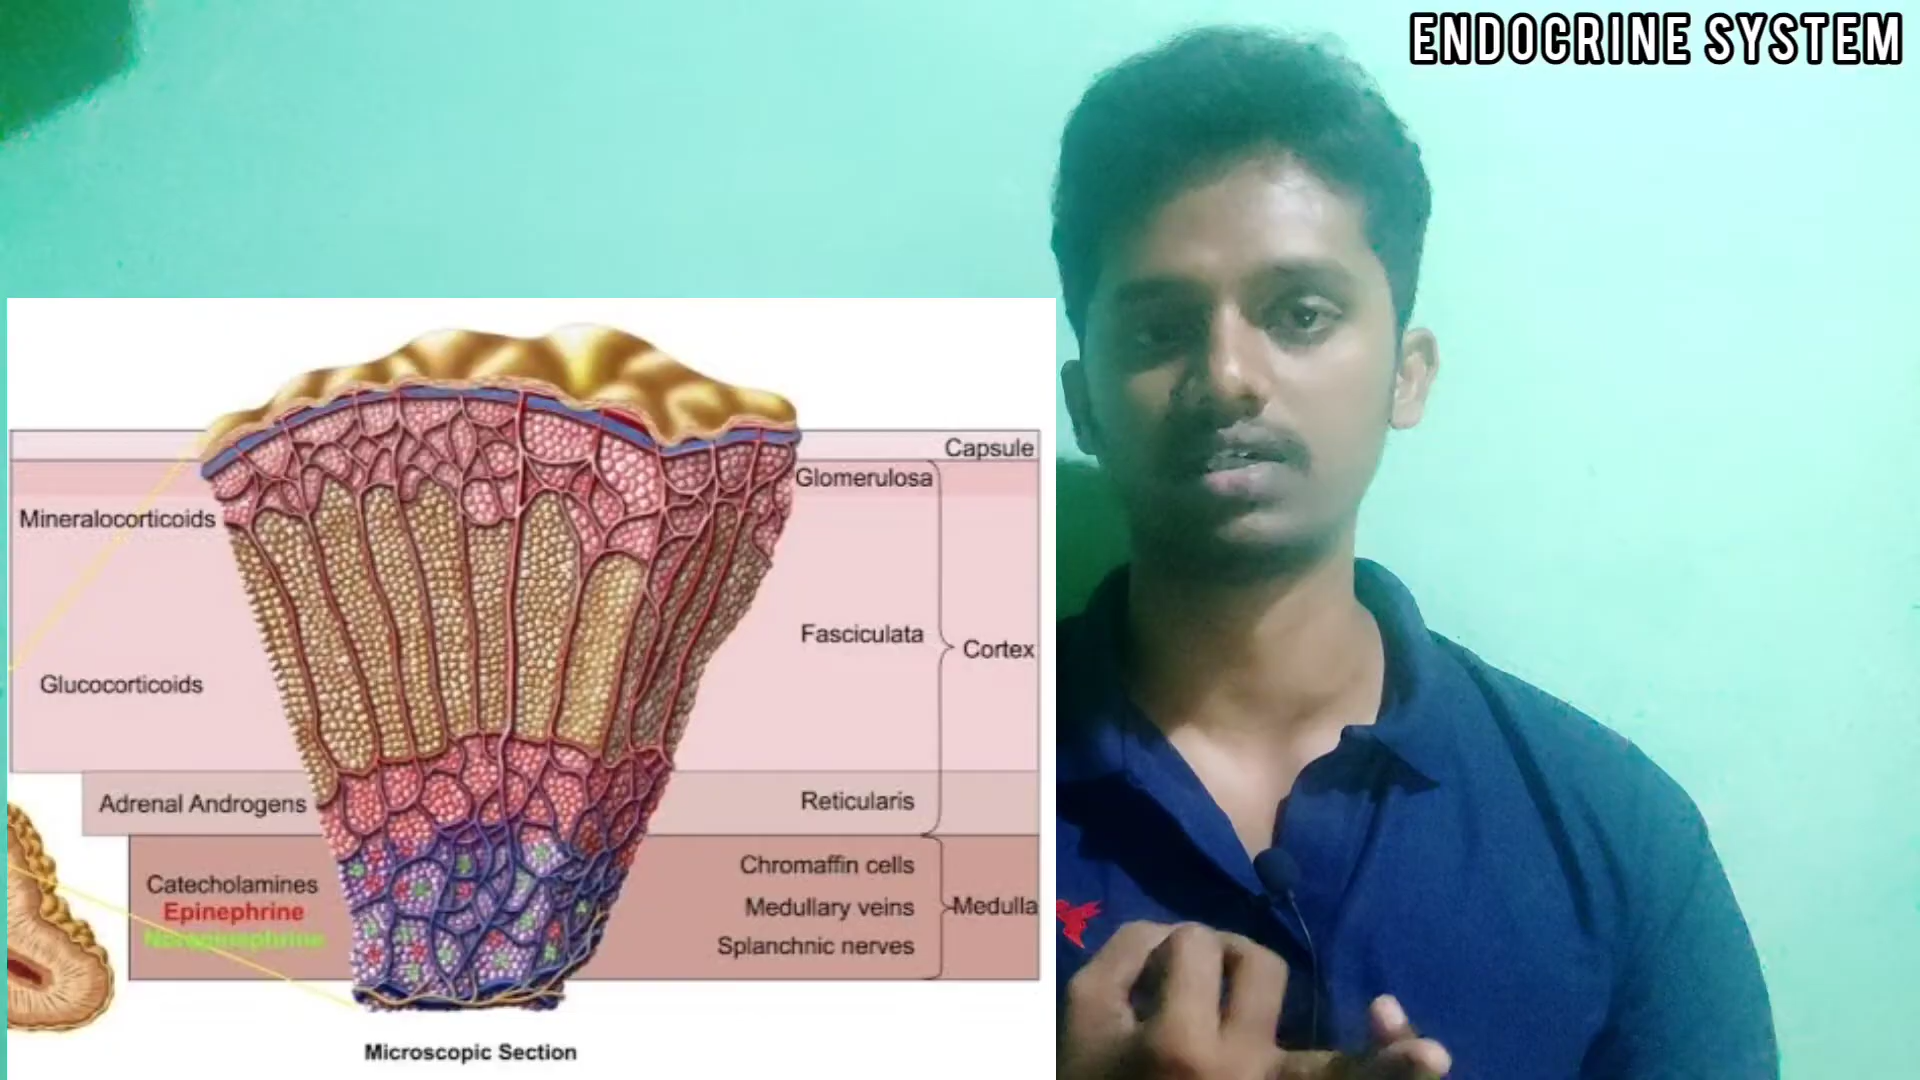 ENDOCRINE SYSTEM
Capsule
Glomerulosa
Mineralocorticoids
Fasciculata
Cortex
Glucocorticoids
Adrenal Androgens
Reticularis
Chromaffin cells
Catecholamines
Epinephrine
Medullary veins
Medulla
Norepinephrine
Splanchnic nerves
Microscopic Section